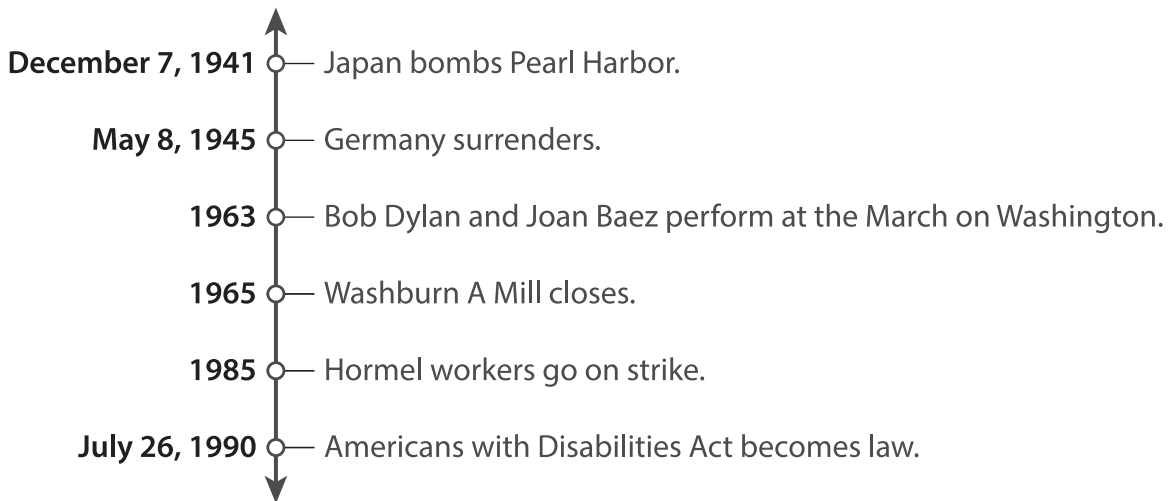 December 7, 1941 Japan bombs Pearl Harbor.
May 8, 1945 Germany surrenders.
1963 Bob Dylan and Joan Baez perform at the March on Washington.
1965 Washburn A Mill closes.
1985 Hormel workers go on strike.
July 26, 1990 Americans with Disabilities Act becomes law.